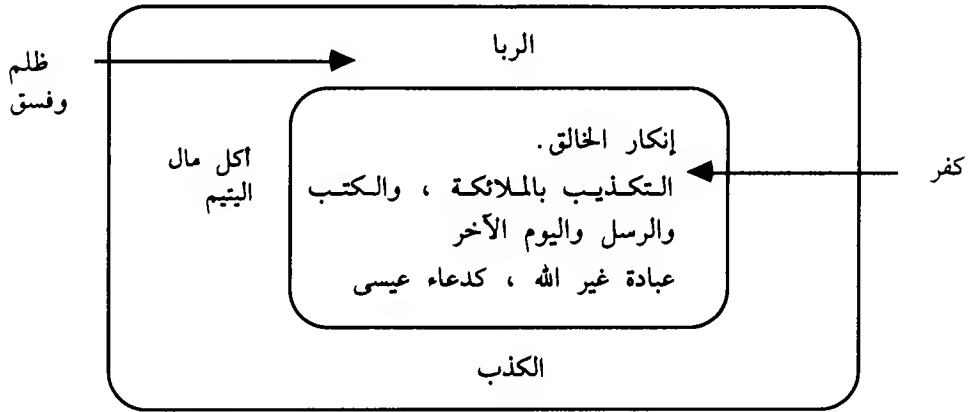 الربا
ظلم
وفسق
إنكار الخالق.
التكذيب بالملائكة ، والكتب
والرسل واليوم الآخر
عبادة غير الله ، كدعاء عيسى
كفر
أكل مال
اليتيم
الكذب